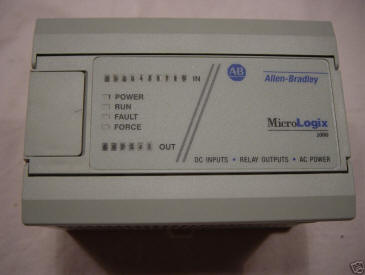 IN
AB
Allen-Bradley
POWER
RUN
FAULT
FORCE
MicroLogix
1000
OUT
DC INPUTS • RELAY OUTPUTS • AC POWER